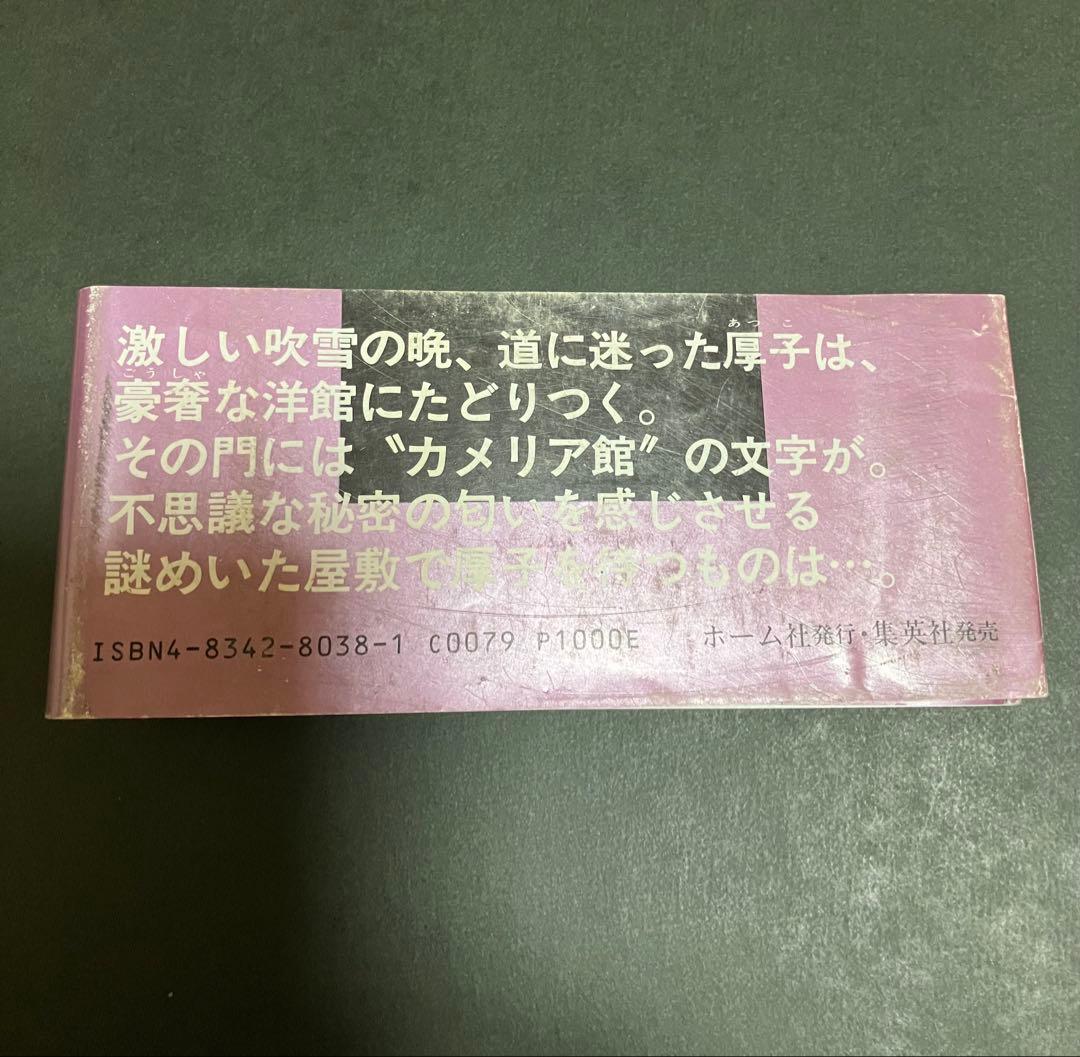 激しい吹雪の晩、道に迷った厚子は、
豪奢な洋館にたどりつく。
その門には〝カメリア館〟の文字が。
不思議な秘密の匂いを感じさせる
謎めいた屋敷で厚子を待つものは…。
ISBN4-8342-8038-1 C0079 P1000E ホーム社発行・集英社発売